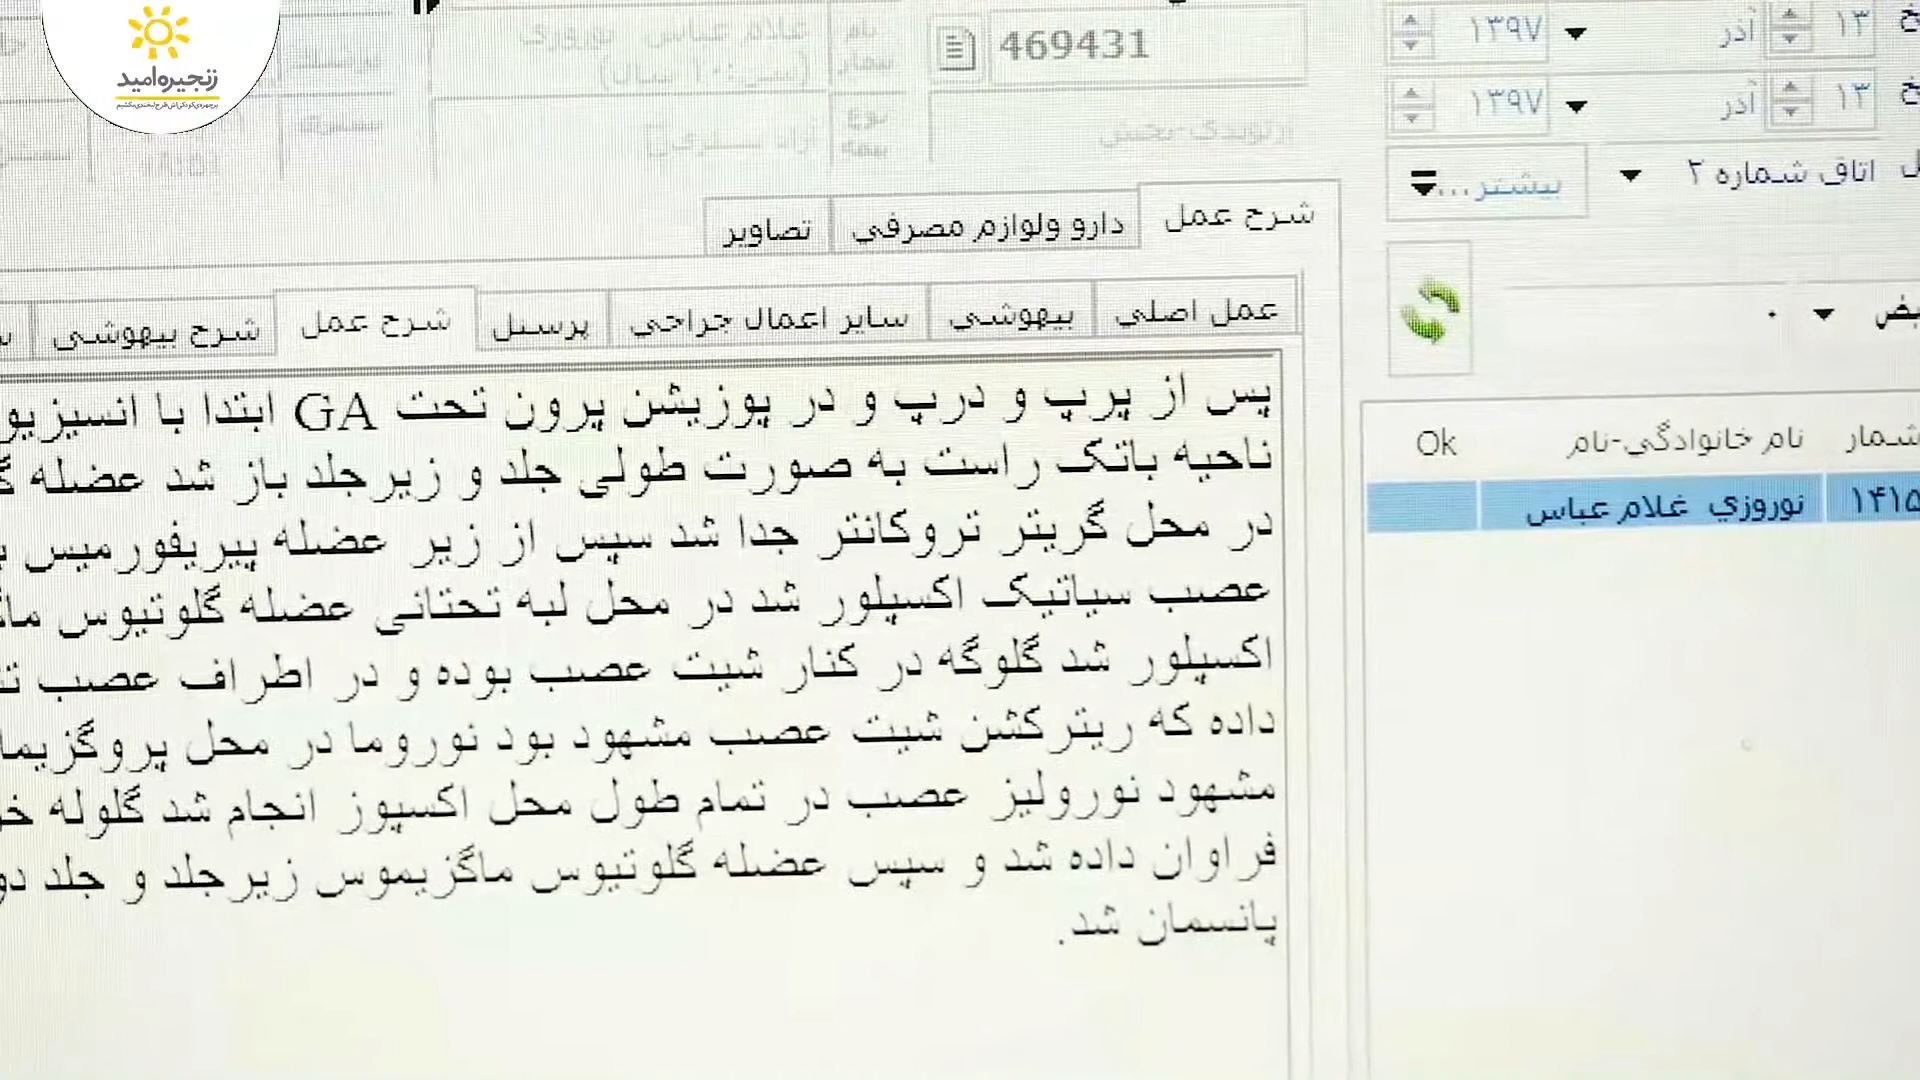 زنجیره امید
469431
۱۳ آذر ۱۳۹۷
۱۳ آذر ۱۳۹۷
اتاق شماره ۲
بیشتر...
شرح عمل
دارو ولوازم مصرفي
تصاویر
عمل اصلی
بیهوشي
سایر اعمال جراحي
پرسنل
شرح عمل
شرح بیهوشی
پس از پرپ و درپ و در پوزیشن پرون تحت GA ابتدا با
ناحیه باتک راست به صورت طولی جلد و زیرجلد باز شد عضله
در محل گریتر تروکانتر جدا شد سپس از زیر عضله پیریفورمیس
عصب سیاتیک اکسپلور شد در محل لبه تحتانی عضله گلوتیوس
اکسپلور شد گلوگه در کنار شیت عصب بوده و در اطراف عصب
داده که ریترکشن شیت عصب مشهود بود نوروما در محل
مشهود نورولیز عصب در تمام طول محل اکسپوز انجام شد گلوله
فراوان داده شد و سپس عضله گلوتیوس ماگزیموس زیرجلد و جلد
پانسمان شد.
نام خانوادگی-نام
Ok
نوروزي غلام عباس